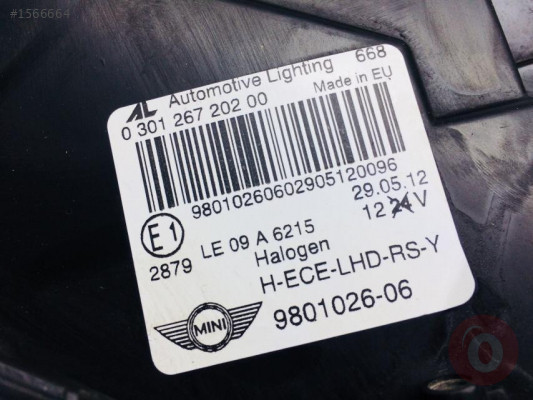 #1566664
AL Automotive Lighting 668
0 301 267 202 00 Made in EU
98010260602905120096
29.05.12
E1 LE 09 A 6215 12 24 V
2879 Halogen
H-ECE-LHD-RS-Y
MINI 9801026-06